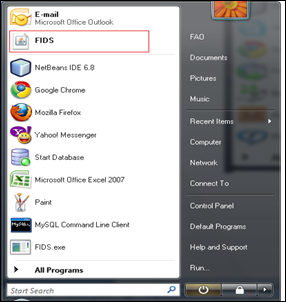 E-mail
Microsoft Office Outlook
FIDS
NetBeans IDE 6.8
Google Chrome
Mozilla Firefox
Yahoo! Messenger
Start Database
Microsoft Office Excel 2007
Paint
MySQL Command Line Client
FIDS.exe
All Programs
Start Search
FAO
Documents
Pictures
Music
Recent Items
Computer
Network
Connect To
Control Panel
Default Programs
Help and Support
Run...